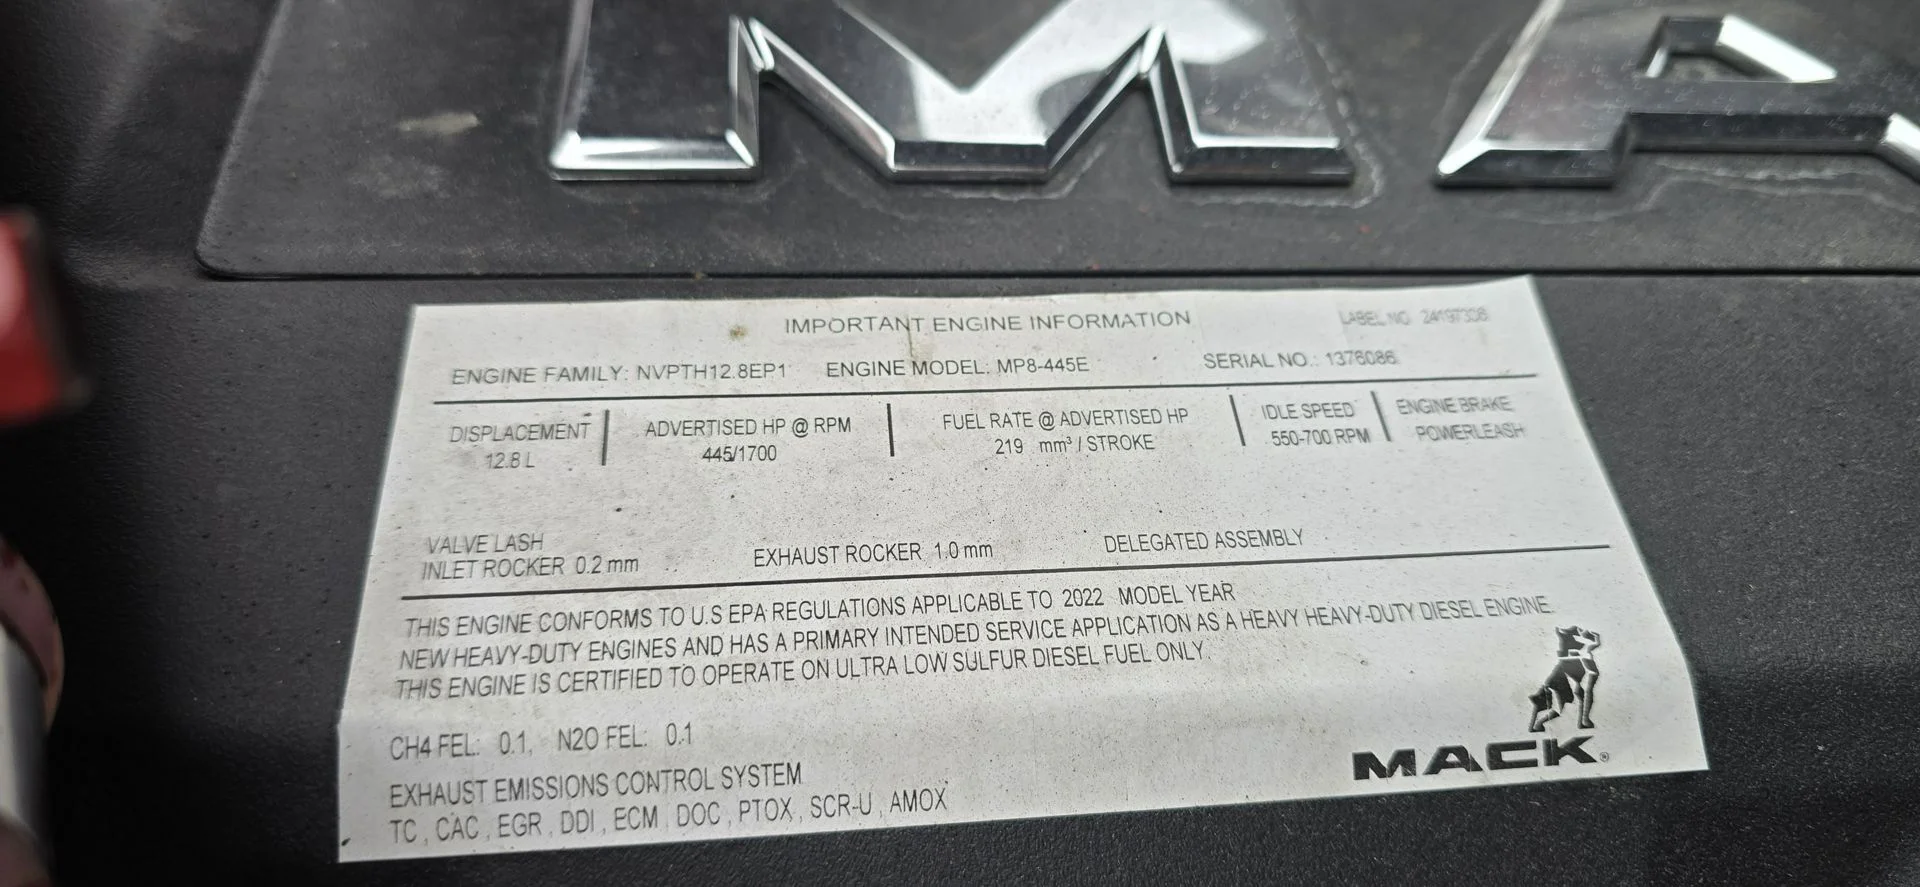 MA
IMPORTANT ENGINE INFORMATION
LABEL NO 24197308
ENGINE FAMILY: NVPTH12.8EP1 ENGINE MODEL: MP8-445E SERIAL NO.: 1376086
DISPLACEMENT
12.8 L
ADVERTISED HP @ RPM
445/1700
FUEL RATE @ ADVERTISED HP
219 mm³ / STROKE
IDLE SPEED
550-700 RPM
ENGINE BRAKE
POWERLEASH
VALVE LASH
INLET ROCKER 0.2 mm EXHAUST ROCKER 1.0 mm DELEGATED ASSEMBLY
THIS ENGINE CONFORMS TO U.S EPA REGULATIONS APPLICABLE TO 2022 MODEL YEAR
NEW HEAVY-DUTY ENGINES AND HAS A PRIMARY INTENDED SERVICE APPLICATION AS A HEAVY HEAVY-DUTY DIESEL ENGINE.
THIS ENGINE IS CERTIFIED TO OPERATE ON ULTRA LOW SULFUR DIESEL FUEL ONLY.
CH4 FEL: 0.1, N2O FEL: 0.1
EXHAUST EMISSIONS CONTROL SYSTEM
TC , CAC , EGR , DDI , ECM , DOC , PTOX , SCR-U , AMOX
MACK®